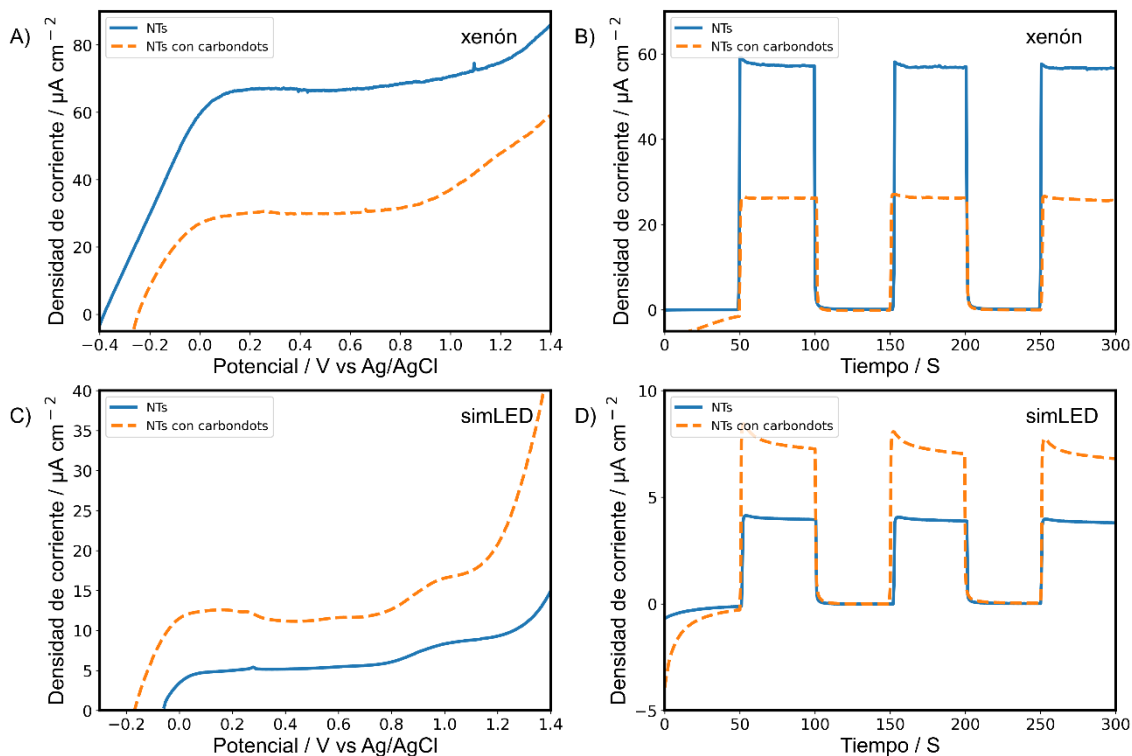 A)
NTs
NTs con carbondots
xenón
Densidad de corriente / µA cm⁻²
80
60
40
20
0
−0.4 −0.2 0.0 0.2 0.4 0.6 0.8 1.0 1.2 1.4
Potencial / V vs Ag/AgCl
B)
NTs
NTs con carbondots
xenón
Densidad de corriente / µA cm⁻²
60
40
20
0
0 50 100 150 200 250 300
Tiempo / S
C)
NTs
NTs con carbondots
simLED
Densidad de corriente / µA cm⁻²
40
35
30
25
20
15
10
5
0
−0.2 0.0 0.2 0.4 0.6 0.8 1.0 1.2 1.4
Potencial / V vs Ag/AgCl
D)
NTs
NTs con carbondots
simLED
Densidad de corriente / µA cm⁻²
10
5
0
−5
0 50 100 150 200 250 300
Tiempo / S